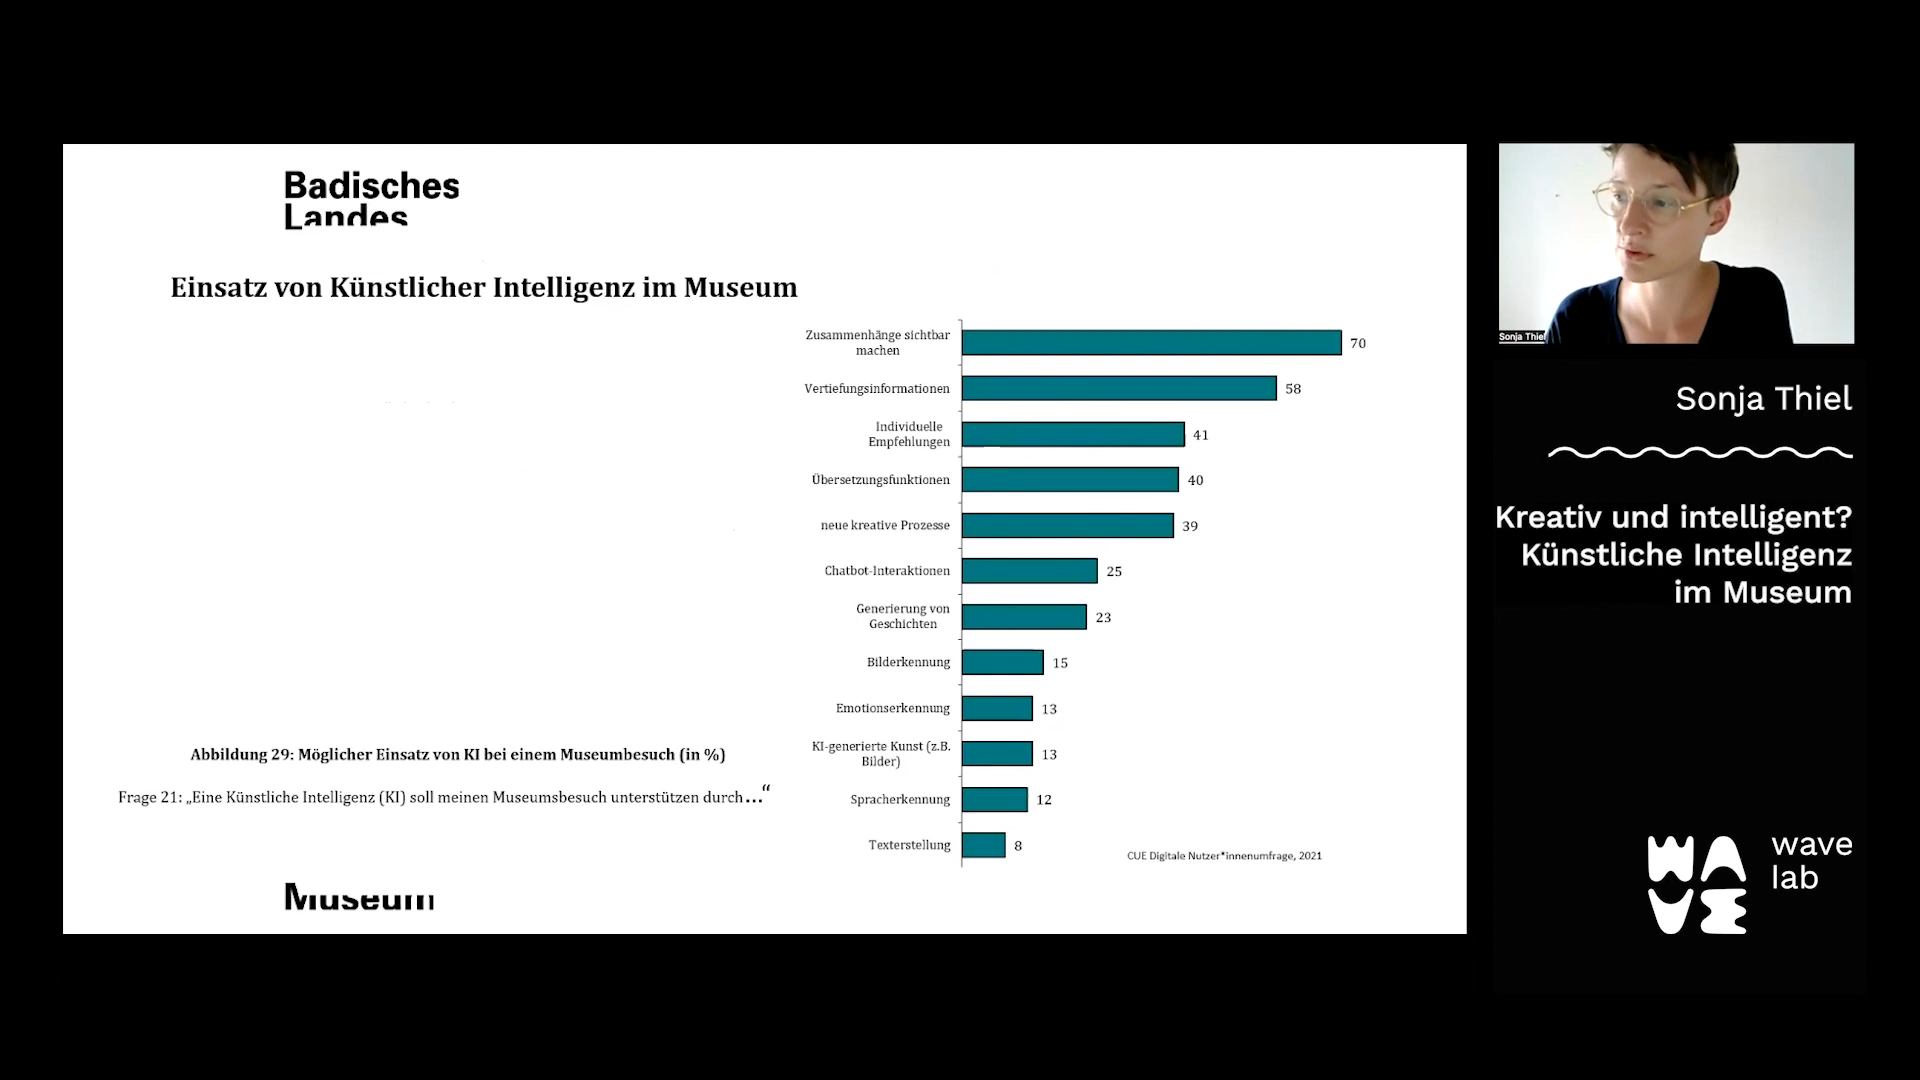 Badisches
Landes
Einsatz von Künstlicher Intelligenz im Museum
Zusammenhänge sichtbar
machen
70
Vertiefungsinformationen
58
Individuelle
Empfehlungen
41
Übersetzungsfunktionen
40
neue kreative Prozesse
39
Chatbot-Interaktionen
25
Generierung von
Geschichten
23
Bilderkennung
15
Emotionserkennung
13
KI-generierte Kunst (z.B.
Bilder)
13
Spracherkennung
12
Texterstellung
8
Abbildung 29: Möglicher Einsatz von KI bei einem Museumbesuch (in %)
Frage 21: „Eine Künstliche Intelligenz (KI) soll meinen Museumsbesuch unterstützen durch…“
CUE Digitale Nutzer*innenumfrage, 2021
Museum
Sonja Thiel
Sonja Thiel
Kreativ und intelligent?
Künstliche Intelligenz
im Museum
WAVE
wave
lab